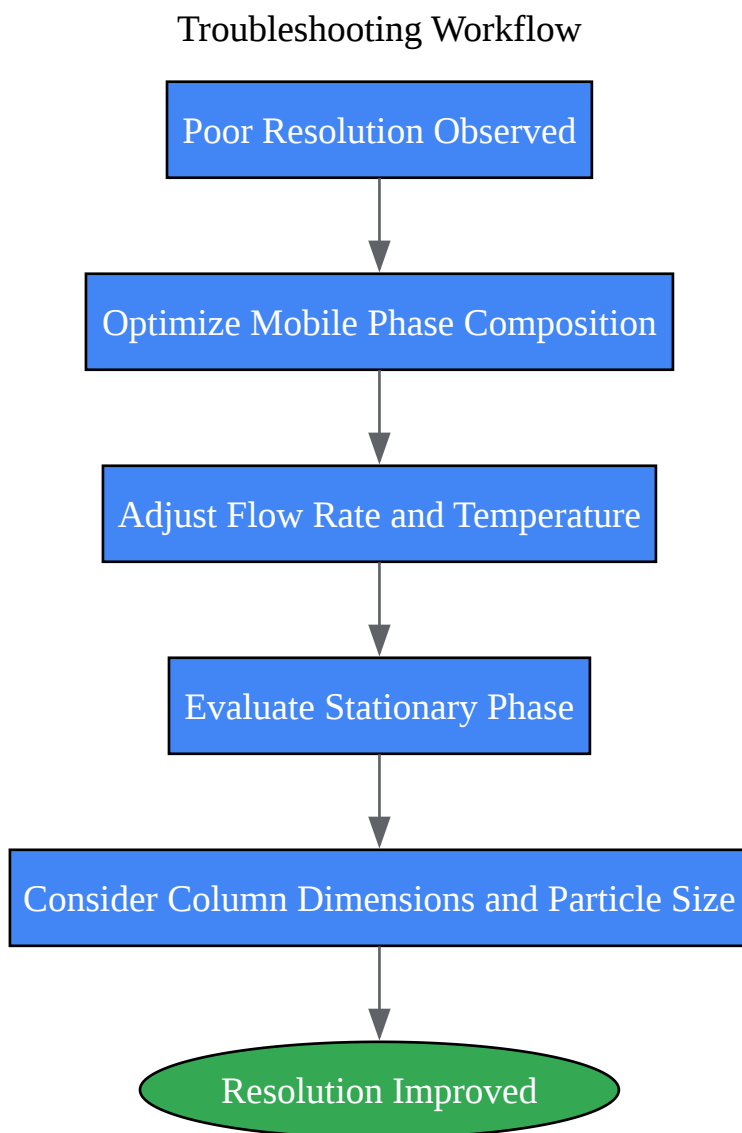 Troubleshooting Workflow
Poor Resolution Observed
Optimize Mobile Phase Composition
Adjust Flow Rate and Temperature
Evaluate Stationary Phase
Consider Column Dimensions and Particle Size
Resolution Improved